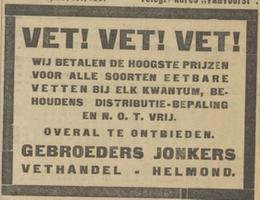 VET! VET! VET!
WIJ BETALEN DE HOOGSTE PRIJZEN
VOOR ALLE SOORTEN EETBARE
VETTEN BIJ ELK KWANTUM, BE-
HOUDENS DISTRIBUTIE-BEPALING
EN N. O. T. VRIJ.
OVERAL TE ONTBIEDEN.
GEBROEDERS JONKERS
VETHANDEL - HELMOND.